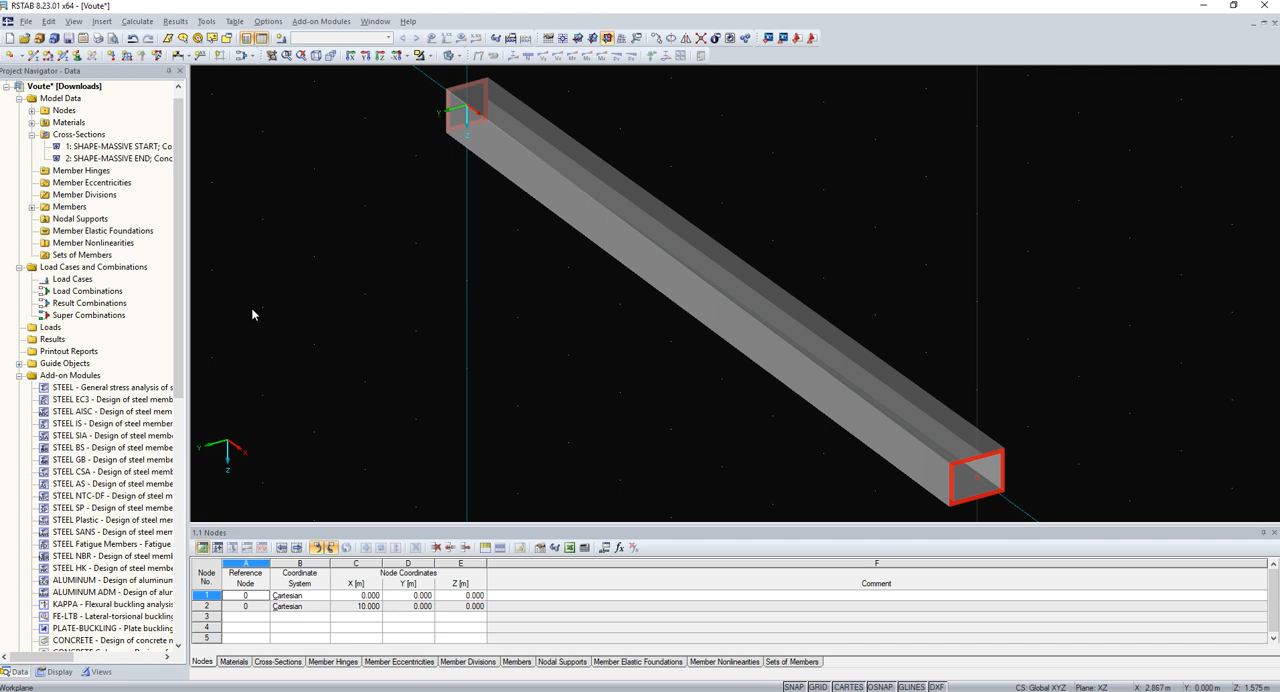 RSTAB 8.23.01 x64 - [Voute*]
File Edit View Insert Calculate Results Tools Table Options Add-on Modules Window Help
Project Navigator - Data
Voute* [Downloads]
Model Data
Nodes
Materials
Cross-Sections
1: SHAPE-MASSIVE START; Co
2: SHAPE-MASSIVE END; Conc
Member Hinges
Member Eccentricities
Member Divisions
Members
Nodal Supports
Member Elastic Foundations
Member Nonlinearities
Sets of Members
Load Cases and Combinations
Load Cases
Load Combinations
Result Combinations
Super Combinations
Loads
Results
Printout Reports
Guide Objects
Add-on Modules
STEEL - General stress analysis of s
STEEL EC3 - Design of steel memb
STEEL AISC - Design of steel mem
STEEL IS - Design of steel member
STEEL SIA - Design of steel memb
STEEL BS - Design of steel membe
STEEL GB - Design of steel membe
STEEL CSA - Design of steel memb
STEEL AS - Design of steel membe
STEEL NTC-DF - Design of steel m
STEEL SP - Design of steel membe
STEEL Plastic - Design of steel mer
STEEL SANS - Design of steel mem
STEEL Fatigue Members - Fatigue
STEEL NBR - Design of steel memb
STEEL HK - Design of steel membe
ALUMINUM - Design of aluminum
ALUMINUM ADM - Design of alum
KAPPA - Flexural buckling analysis
FE-LTB - Lateral-torsional buckling
PLATE-BUCKLING - Plate buckling
CONCRETE - Design of concrete n
Data Display Views
Y
Z
Y
X
Z
1.1 Nodes
A B C D E F
Node No.
Reference Node
Coordinate System
Node Coordinates
X [m] Y [m] Z [m]
Comment
1 0 Cartesian 0.000 0.000 0.000
2 0 Cartesian 10.000 0.000 0.000
3
4
5
Nodes Materials Cross-Sections Member Hinges Member Eccentricities Member Divisions Members Nodal Supports Member Elastic Foundations Member Nonlinearities Sets of Members
Workplane
SNAP GRID CARTES OSNAP GLINES DXF CS: Global XYZ Plane: XZ X: 2.867 m Y: 0.000 m Z: 1.575 m